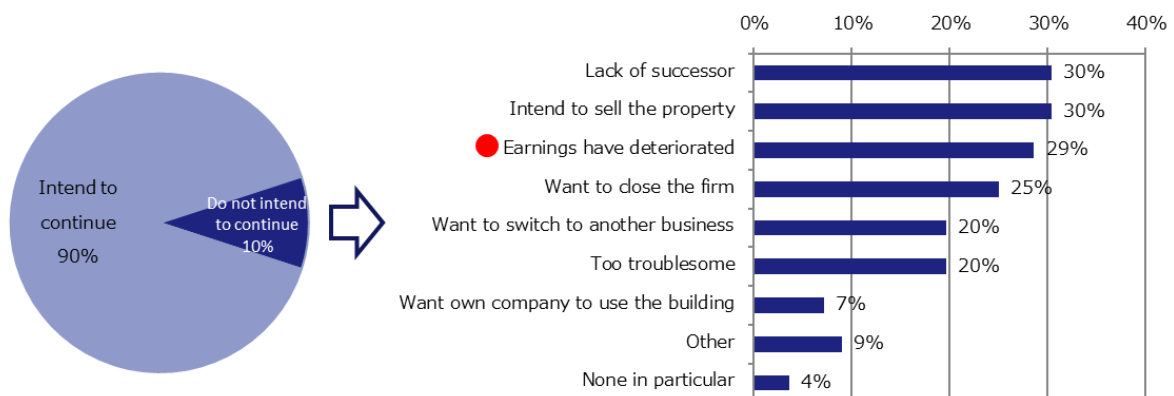 0% 10% 20% 30% 40%
Intend to
continue
90%
Do not intend
to continue
10%
Lack of successor 30%
Intend to sell the property 30%
Earnings have deteriorated 29%
Want to close the firm 25%
Want to switch to another business 20%
Too troublesome 20%
Want own company to use the building 7%
Other 9%
None in particular 4%